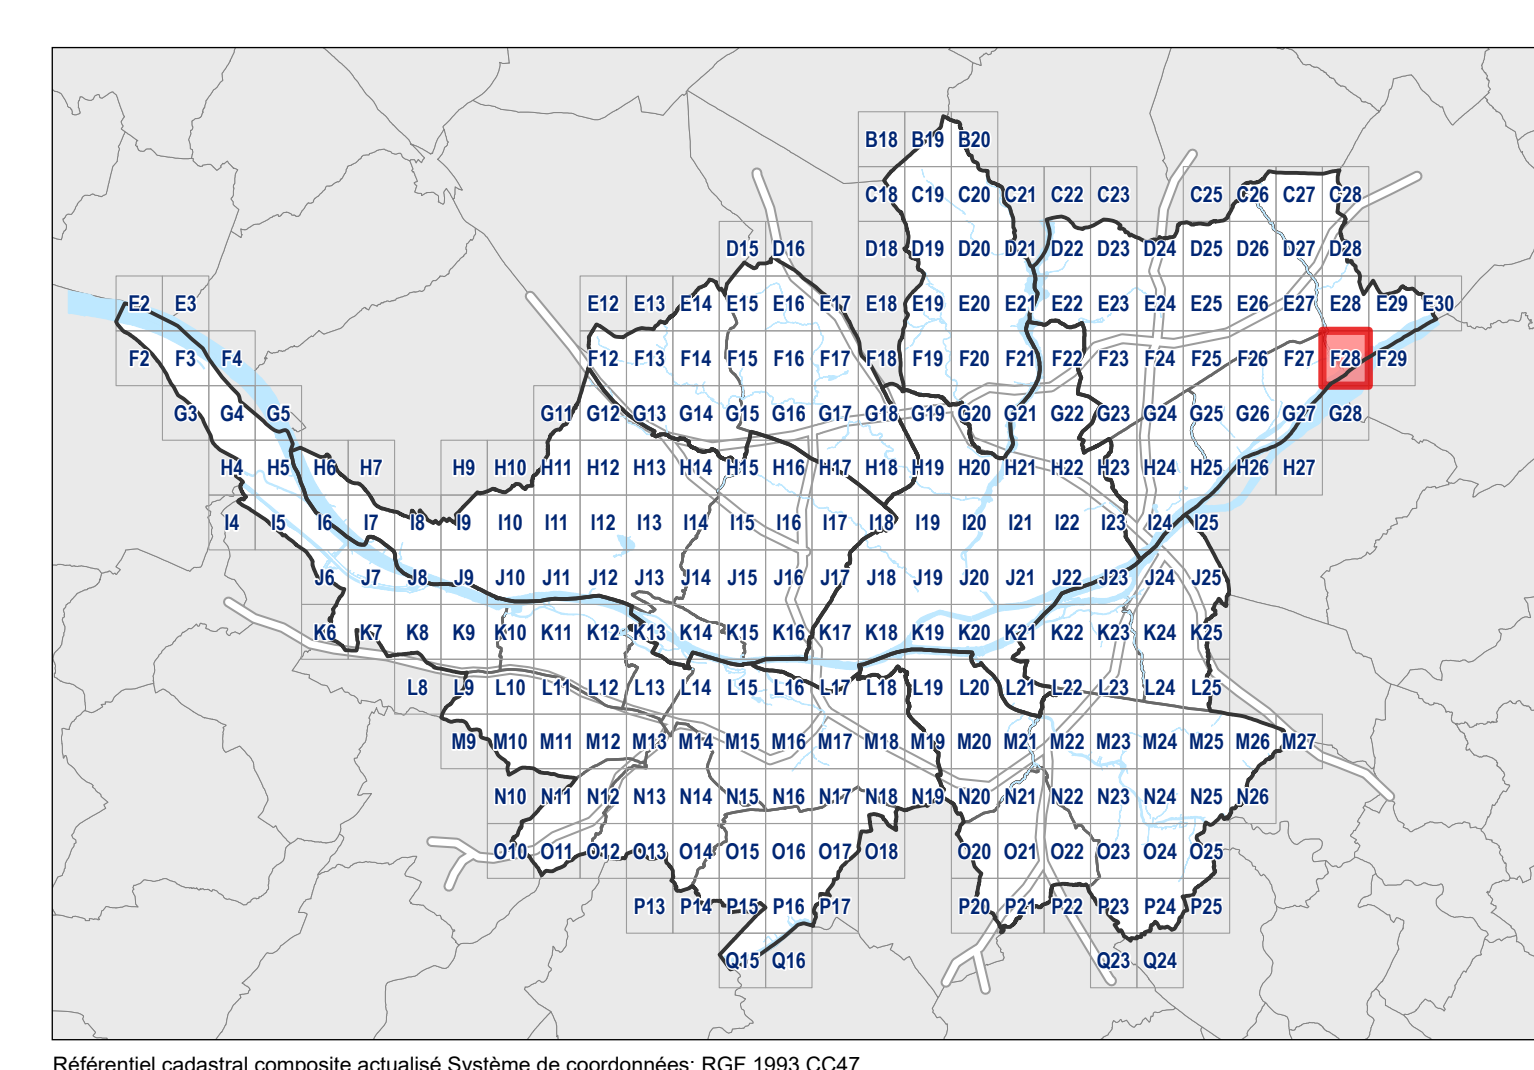 B18 B19 B20
C18 C19 C20 C21 C22 C23 C25 C26 C27 C28
D15 D16 D18 D19 D20 D21 D22 D23 D24 D25 D26 D27 D28
E2 E3 E12 E13 E14 E15 E16 E17 E18 E19 E20 E21 E22 E23 E24 E25 E26 E27 E28 E29 E30
F2 F3 F4 F12 F13 F14 F15 F16 F17 F18 F19 F20 F21 F22 F23 F24 F25 F26 F27 F28 F29
G3 G4 G5 G11 G12 G13 G14 G15 G16 G17 G18 G19 G20 G21 G22 G23 G24 G25 G26 G27 G28
H4 H5 H6 H7 H9 H10 H11 H12 H13 H14 H15 H16 H17 H18 H19 H20 H21 H22 H23 H24 H25 H26 H27
I4 I5 I6 I7 I8 I9 I10 I11 I12 I13 I14 I15 I16 I17 I18 I19 I20 I21 I22 I23 I24 I25
J6 J7 J8 J9 J10 J11 J12 J13 J14 J15 J16 J17 J18 J19 J20 J21 J22 J23 J24 J25
K6 K7 K8 K9 K10 K11 K12 K13 K14 K15 K16 K17 K18 K19 K20 K21 K22 K23 K24 K25
L8 L9 L10 L11 L12 L13 L14 L15 L16 L17 L18 L19 L20 L21 L22 L23 L24 L25
M9 M10 M11 M12 M13 M14 M15 M16 M17 M18 M19 M20 M21 M22 M23 M24 M25 M26 M27
N10 N11 N12 N13 N14 N15 N16 N17 N18 N19 N20 N21 N22 N23 N24 N25 N26
O10 O11 O12 O13 O14 O15 O16 O17 O18 O20 O21 O22 O23 O24 O25
P13 P14 P15 P16 P17 P20 P21 P22 P23 P24 P25
Q15 Q16 Q23 Q24
Référentiel cadastral composite actualisé Système de coordonnées: RGF 1993 CC47